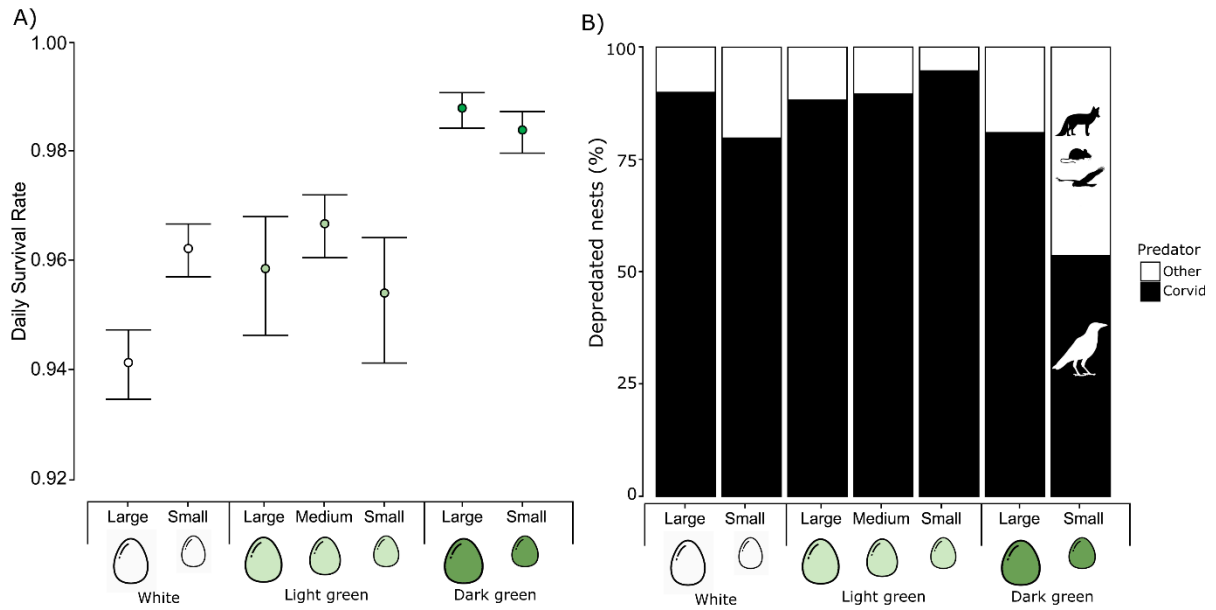 A)
1.00
0.98
0.96
0.94
0.92
Daily Survival Rate
Large Small Large Medium Small Large Small
White Light green Dark green
B)
100
75
50
25
0
Depredated nests (%)
Predator
Other
Corvid
Large Small Large Medium Small Large Small
White Light green Dark green